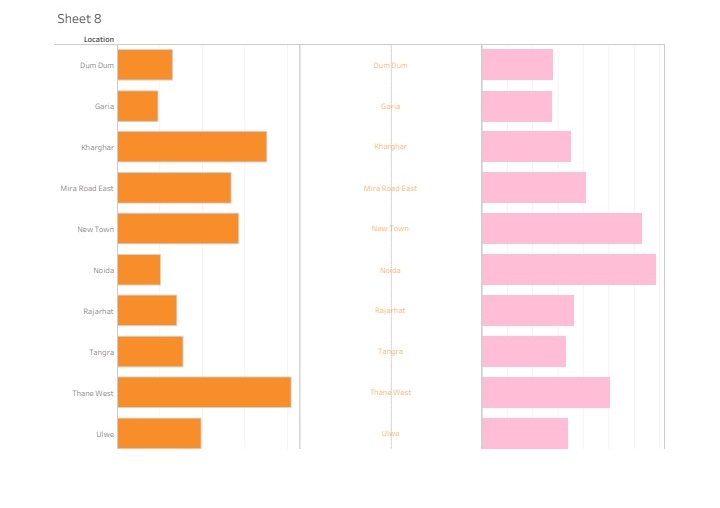 Sheet 8
Location
Dum Dum Dum Dum
Garia Garia
Kharghar Kharghar
Mira Road East Mira Road East
New Town New Town
Noida Noida
Rajarhat Rajarhat
Tangra Tangra
Thane West Thane West
Ulwe Ulwe